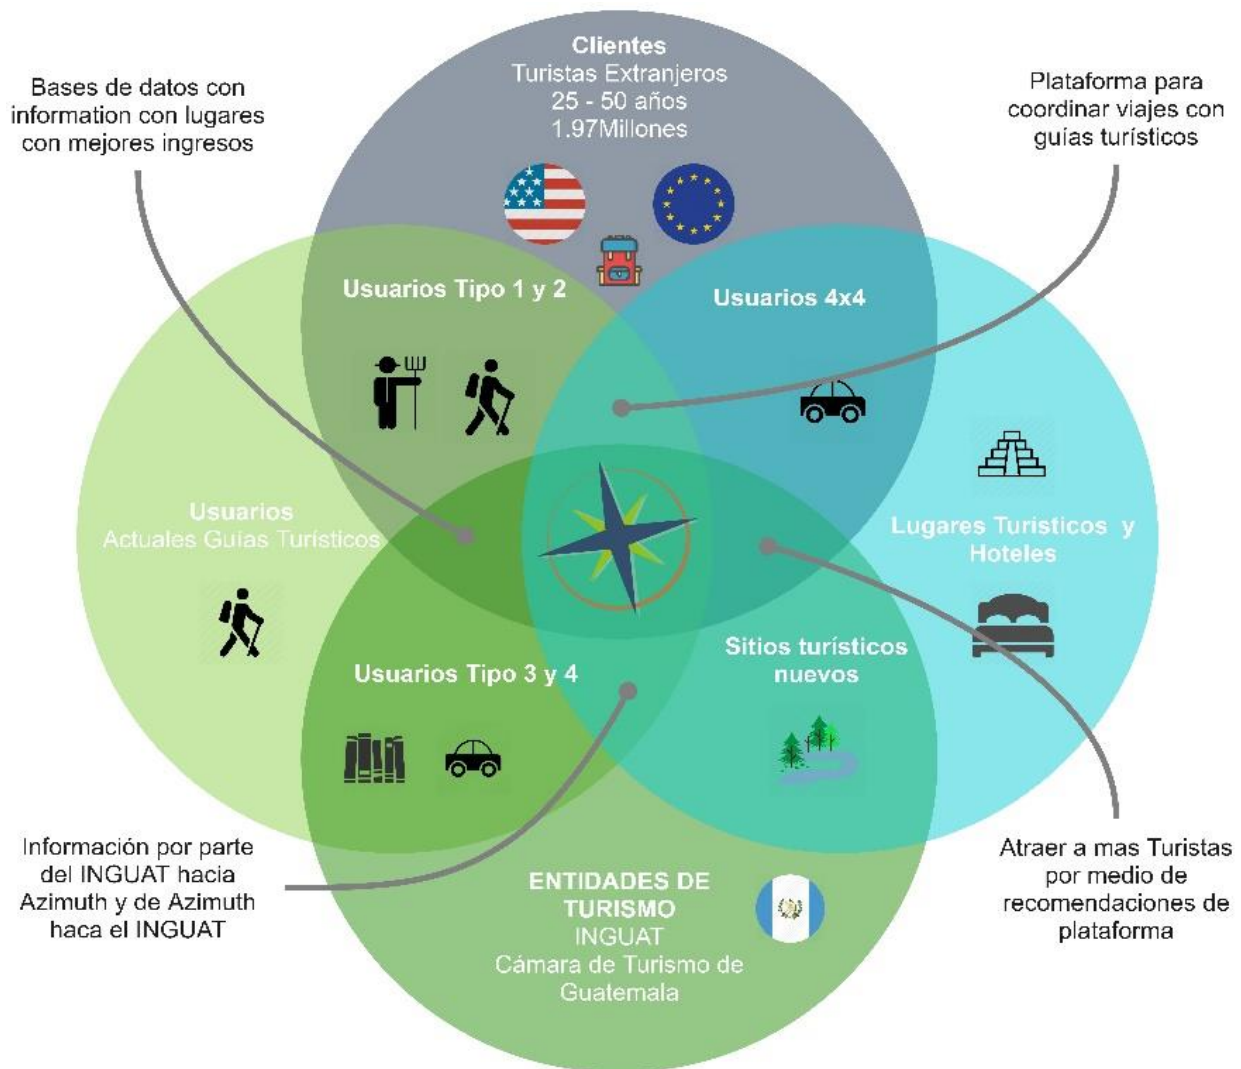 Clientes
Turistas Extranjeros
25 - 50 años
1.97Millones
Bases de datos con
information con lugares
con mejores ingresos
Plataforma para
coordinar viajes con
guías turísticos
Usuarios Tipo 1 y 2
Usuarios 4x4
Usuarios
Actuales Guías Turísticos
Lugares Turísticos y
Hoteles
Usuarios Tipo 3 y 4
Sitios turísticos
nuevos
Información por parte
del INGUAT hacia
Azimuth y de Azimuth
haca el INGUAT
ENTIDADES DE
TURISMO
INGUAT
Cámara de Turismo de
Guatemala
Atraer a mas Turistas
por medio de
recomendaciones de
plataforma